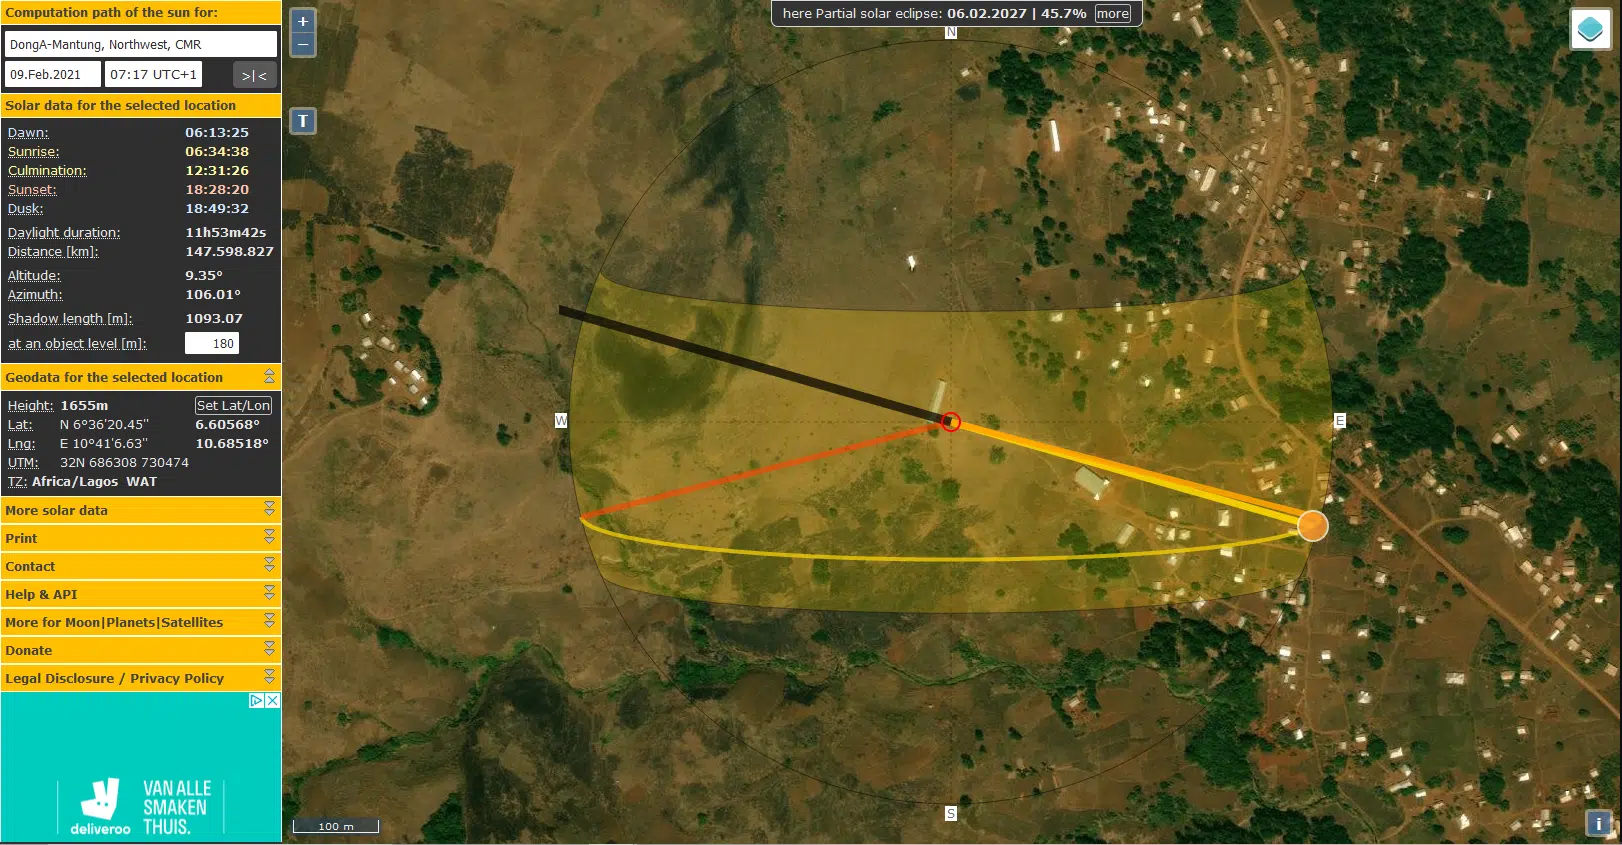 Computation path of the sun for:
DongA-Mantung, Northwest, CMR
09.Feb.2021 07:17 UTC+1 >|<
Solar data for the selected location
Dawn: 06:13:25
Sunrise: 06:34:38
Culmination: 12:31:26
Sunset: 18:28:20
Dusk: 18:49:32
Daylight duration: 11h53m42s
Distance [km]: 147.598.827
Altitude: 9.35°
Azimuth: 106.01°
Shadow length [m]: 1093.07
at an object level [m]: 180
Geodata for the selected location
Height: 1655m Set Lat/Lon
Lat: N 6°36'20.45'' 6.60568°
Lng: E 10°41'6.63'' 10.68518°
UTM: 32N 686308 730474
TZ: Africa/Lagos WAT
More solar data
Print
Contact
Help & API
More for Moon|Planets|Satellites
Donate
Legal Disclosure / Privacy Policy
deliveroo
VAN ALLE
SMAKEN
THUIS.
+
−
T
here Partial solar eclipse: 06.02.2027 | 45.7% more
N
W
E
S
100 m
i